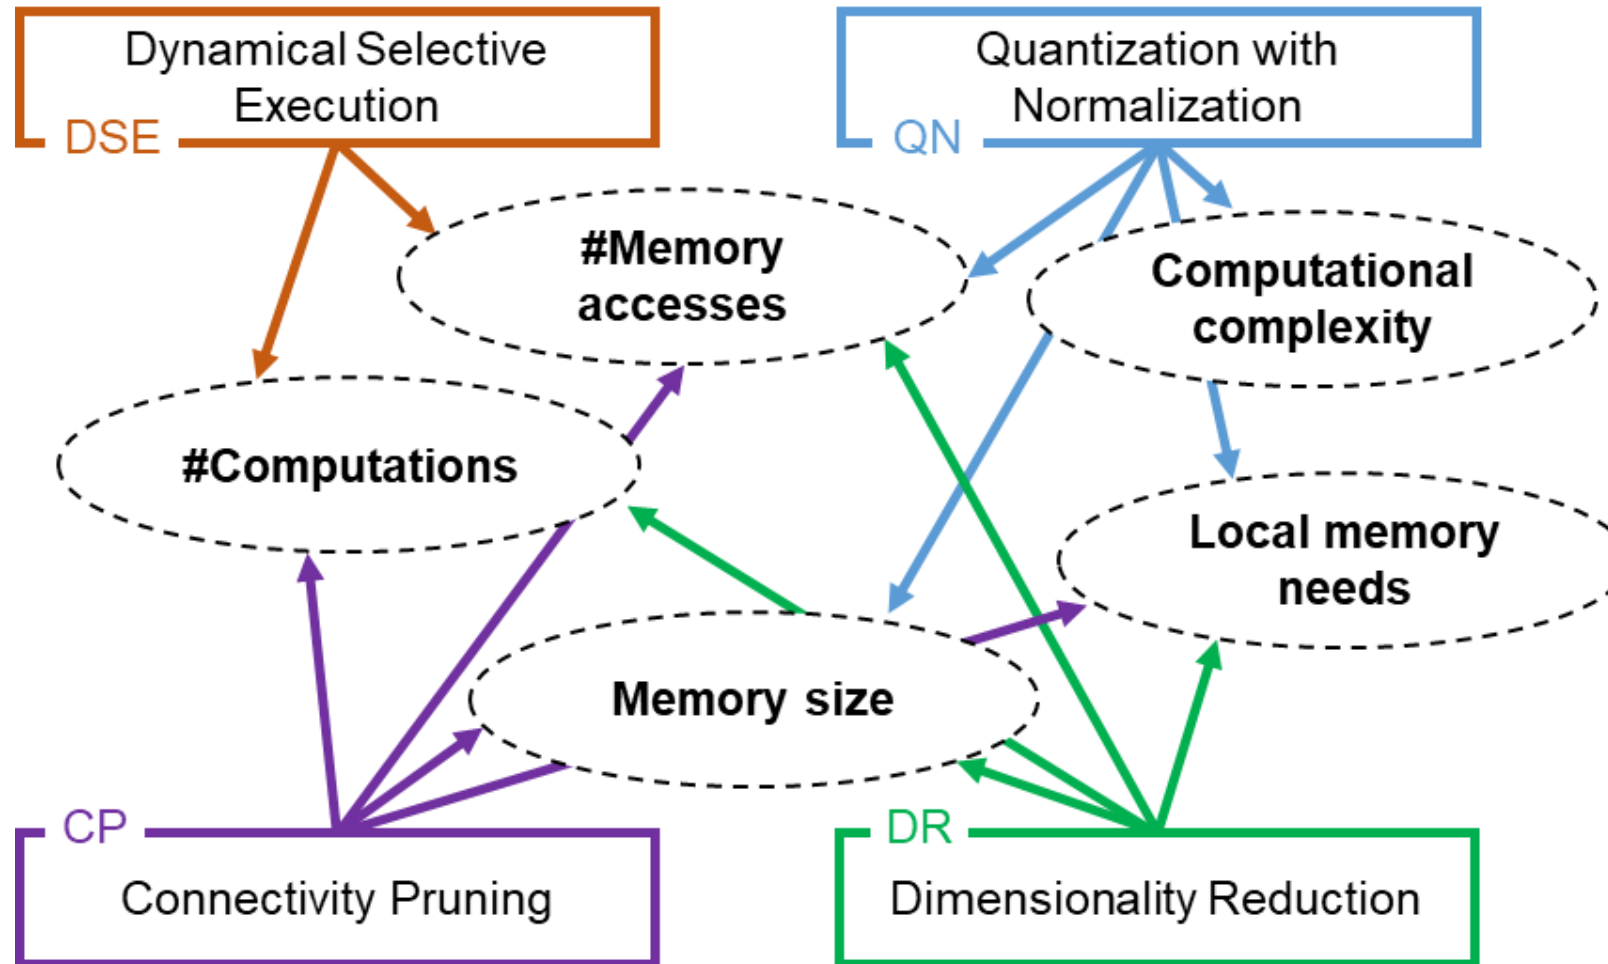 Dynamical Selective
Execution
DSE
Quantization with
Normalization
QN
#Memory
accesses
Computational
complexity
#Computations
Local memory
needs
Memory size
CP
Connectivity Pruning
DR
Dimensionality Reduction